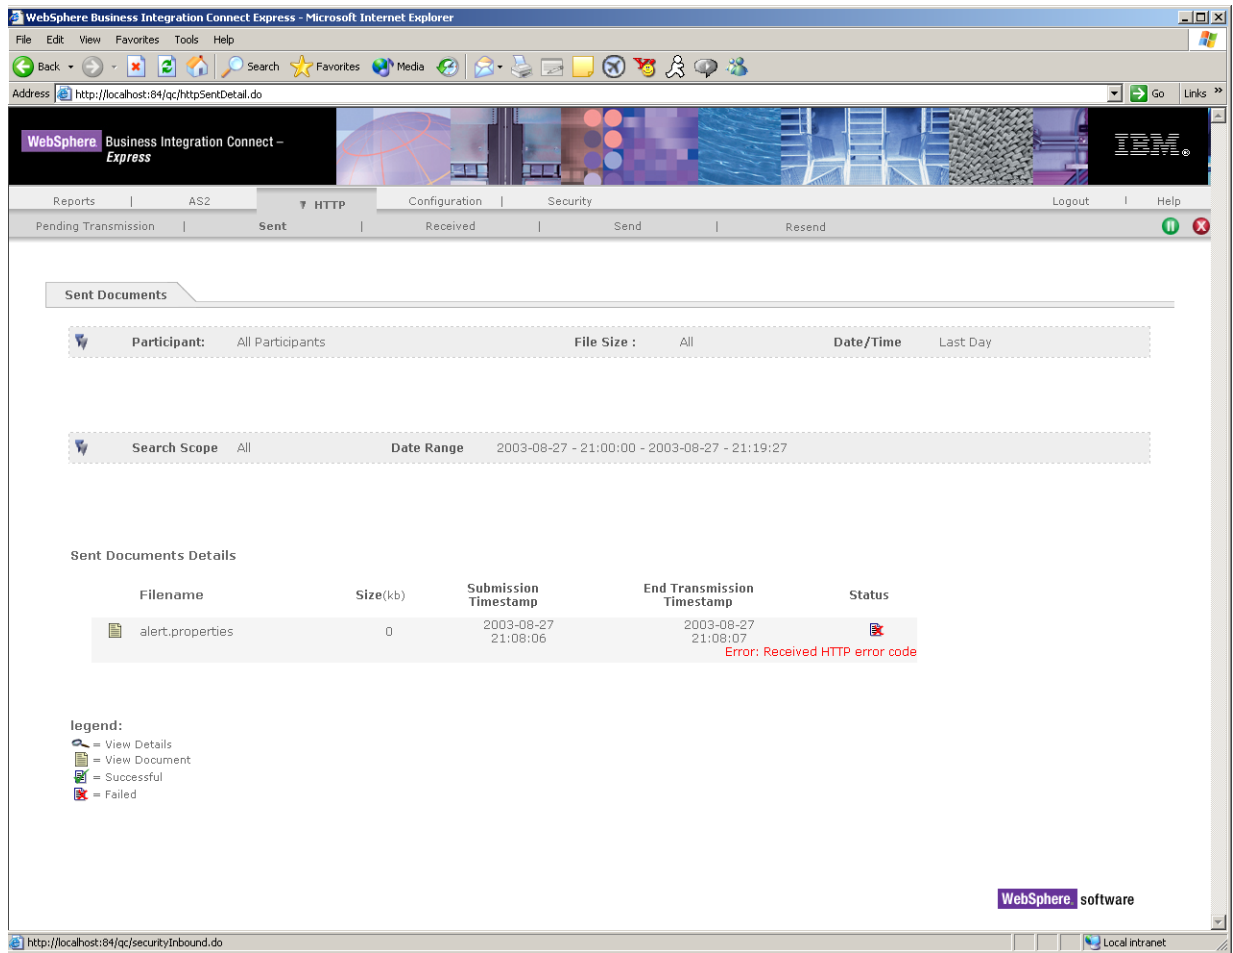 WebSphere Business Integration Connect Express - Microsoft Internet Explorer
File Edit View Favorites Tools Help
Back Search Favorites Media
Address http://localhost:84/qc/httpSentDetail.do Go Links »
WebSphere. Business Integration Connect –
Express
IBM®
Reports | AS2 HTTP Configuration | Security Logout | Help
Pending Transmission | Sent | Received | Send | Resend
Sent Documents
Participant: All Participants File Size : All Date/Time Last Day
Search Scope All Date Range 2003-08-27 - 21:00:00 - 2003-08-27 - 21:19:27
Sent Documents Details
Filename Size(kb) Submission Timestamp End Transmission Timestamp Status
alert.properties 0 2003-08-27 21:08:06 2003-08-27 21:08:07
Error: Received HTTP error code
legend:
= View Details
= View Document
= Successful
= Failed
WebSphere. software
http://localhost:84/qc/securityInbound.do Local intranet